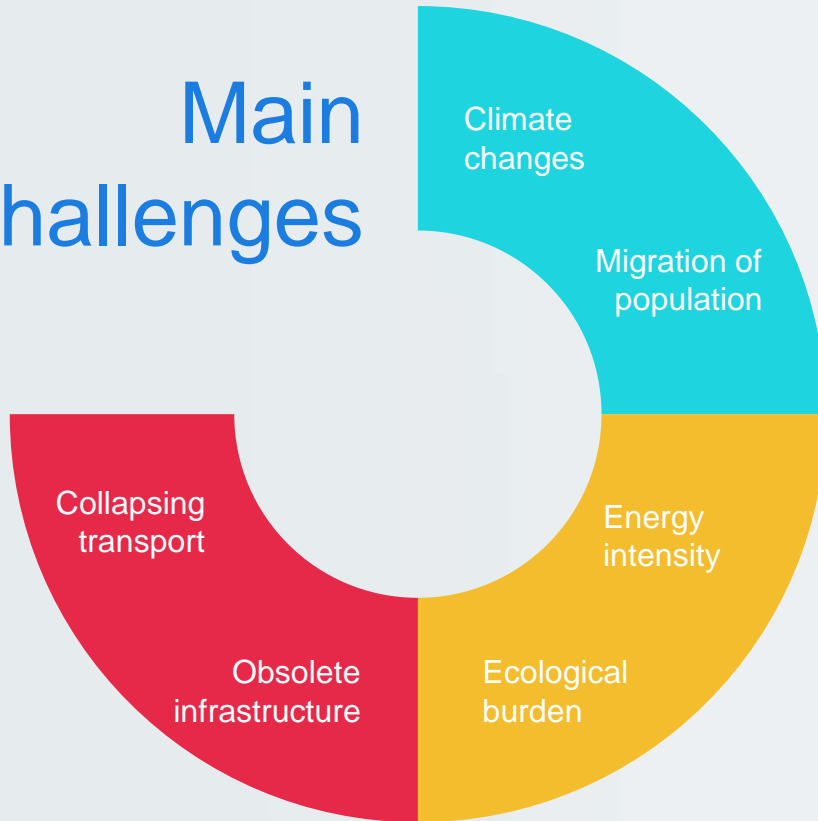 Main
hallenges
Climate
changes
Migration of
population
Energy
intensity
Ecological
burden
Obsolete
infrastructure
Collapsing
transport